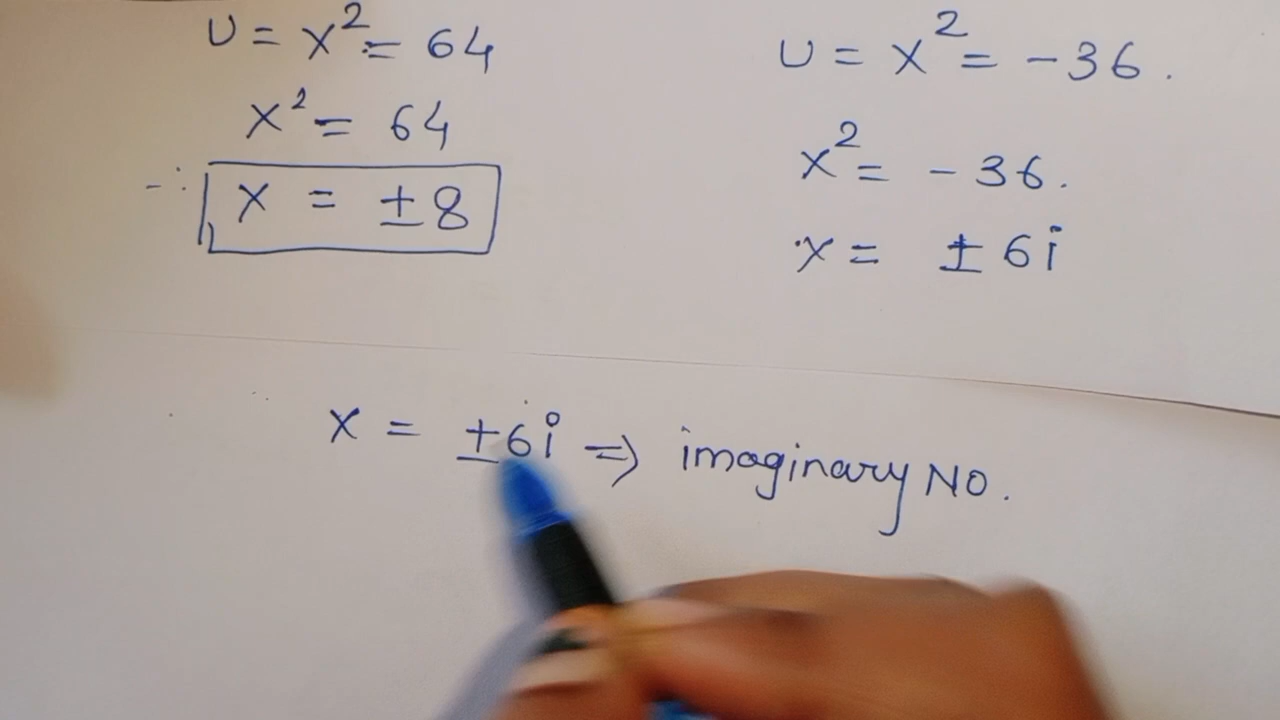 U = x² = 64
x² = 64
∴ x = ±8
U = x² = -36.
x² = -36.
x = ±6i
x = ±6i ⇒ imaginary NO.